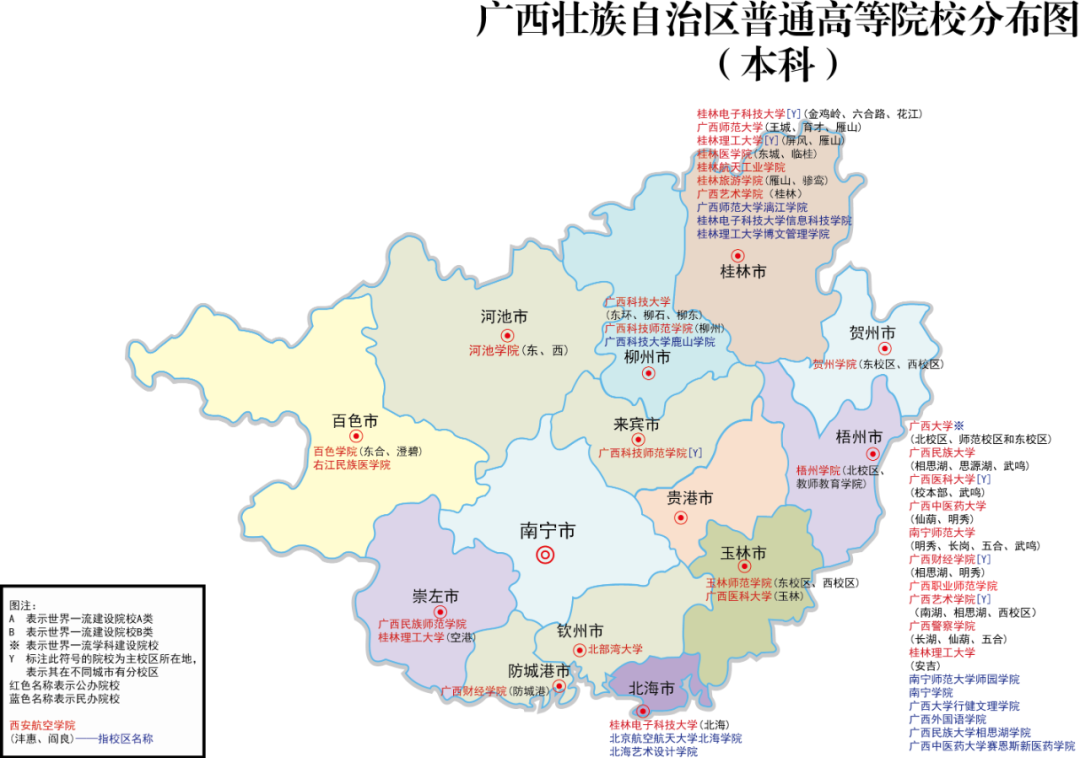 广西壮族自治区普通高等院校分布图
（本科）
桂林电子科技大学[Y](金鸡岭、六合路、花江)
广西师范大学(王城、育才、雁山)
桂林理工大学[Y](屏风、雁山)
桂林医学院(东城、临桂)
桂林航天工业学院
桂林旅游学院(雁山、骖鸾)
广西艺术学院（桂林）
广西师范大学漓江学院
桂林电子科技大学信息科技学院
桂林理工大学博文管理学院
桂林市
河池市
河池学院(东、西)
广西科技大学
(东环、柳石、柳东)
广西科技师范学院(柳州)
广西科技大学鹿山学院
柳州市
贺州市
贺州学院(东校区、西校区)
百色市
百色学院(东合、澄碧)
右江民族医学院
来宾市
广西科技师范学院[Y]
梧州市
梧州学院(北校区、
教师教育学院)
贵港市
南宁市
广西大学※
(北校区、师范校区和东校区)
广西民族大学
(相思湖、思源湖、武鸣)
广西医科大学[Y]
(校本部、武鸣)
广西中医药大学
(仙葫、明秀)
南宁师范大学
(明秀、长岗、五合、武鸣)
广西财经学院[Y]
(相思湖、明秀)
广西职业师范学院
广西艺术学院[Y]
（南湖、相思湖、西校区）
广西警察学院
(长湖、仙葫、五合)
桂林理工大学
(安吉)
南宁师范大学师园学院
南宁学院
广西大学行健文理学院
广西外国语学院
广西民族大学相思湖学院
广西中医药大学赛恩斯新医药学院
玉林市
玉林师范学院(东校区、西校区)
广西医科大学(玉林)
崇左市
广西民族师范学院
桂林理工大学(空港)
钦州市
北部湾大学
防城港市
广西财经学院(防城港)
北海市
桂林电子科技大学(北海)
北京航空航天大学北海学院
北海艺术设计学院
图注：
A 表示世界一流建设院校A类
B 表示世界一流建设院校B类
※ 表示世界一流学科建设院校
Y 标注此符号的院校为主校区所在地，
表示其在不同城市有分校区
红色名称表示公办院校
蓝色名称表示民办院校
西安航空学院
(沣惠、阎良)——指校区名称